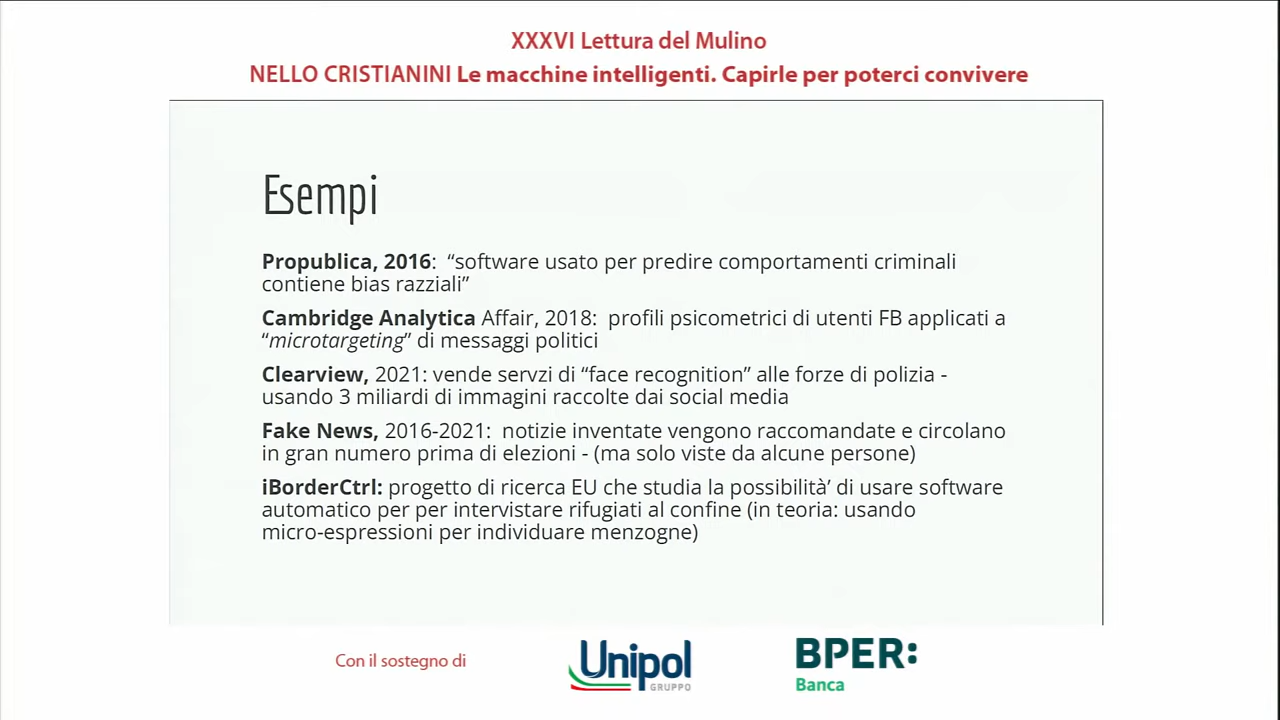 XXXVI Lettura del Mulino
NELLO CRISTIANINI Le macchine intelligenti. Capirle per poterci convivere
Esempi
Propublica, 2016:  “software usato per predire comportamenti criminali
contiene bias razziali”
Cambridge Analytica Affair, 2018:  profili psicometrici di utenti FB applicati a
“microtargeting” di messaggi politici
Clearview, 2021: vende servzi di “face recognition” alle forze di polizia -
usando 3 miliardi di immagini raccolte dai social media
Fake News, 2016-2021:  notizie inventate vengono raccomandate e circolano
in gran numero prima di elezioni - (ma solo viste da alcune persone)
iBorderCtrl: progetto di ricerca EU che studia la possibilità’ di usare software
automatico per per intervistare rifugiati al confine (in teoria: usando
micro-espressioni per individuare menzogne)
Con il sostegno di
Unipol
GRUPPO
BPER:
Banca